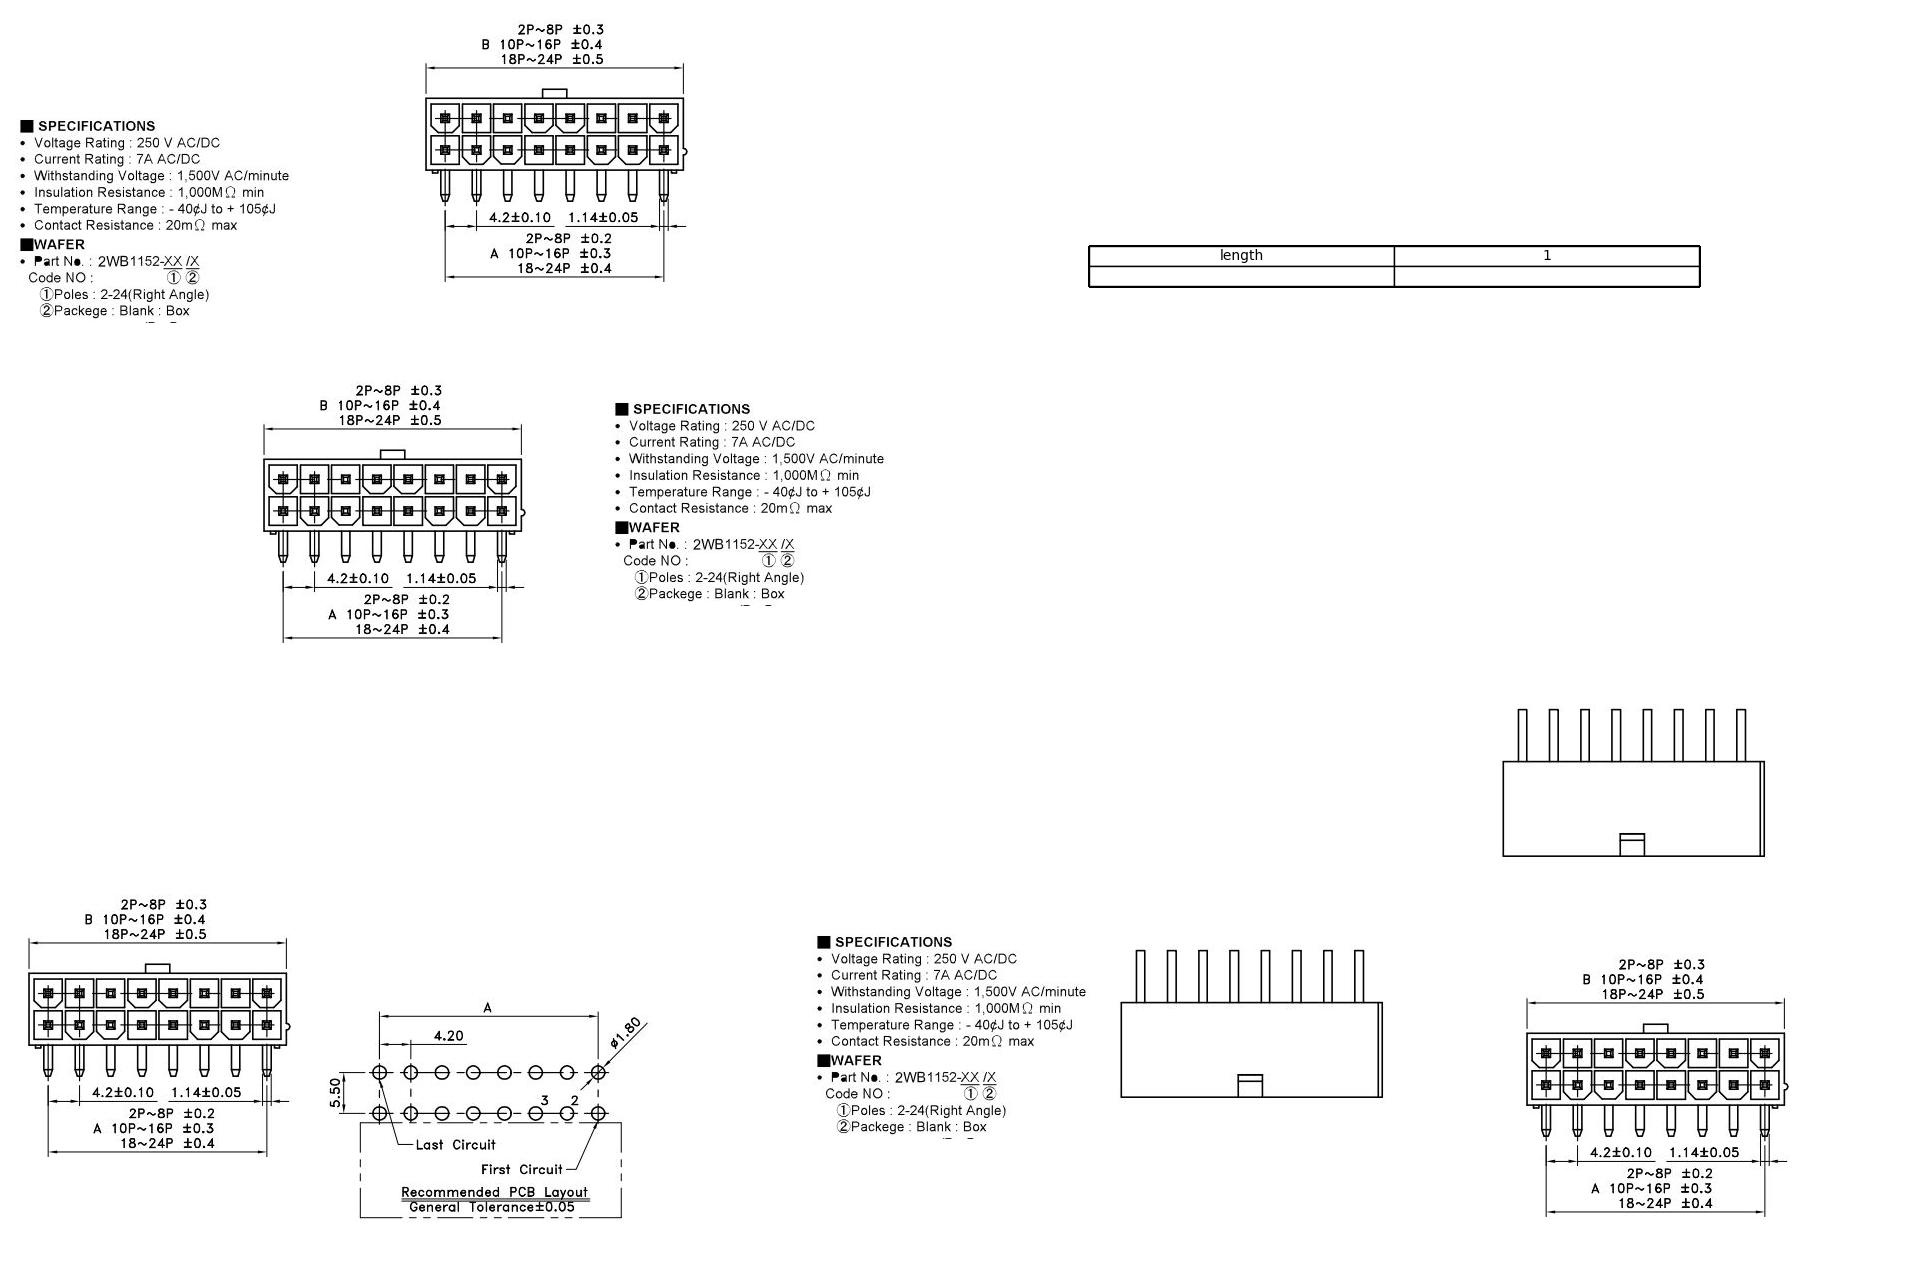 2P~8P ±0.3
B 10P~16P ±0.4
18P~24P ±0.5
4.2±0.10 1.14±0.05
2P~8P ±0.2
A 10P~16P ±0.3
18~24P ±0.4
■ SPECIFICATIONS
• Voltage Rating : 250 V AC/DC
• Current Rating : 7A AC/DC
• Withstanding Voltage : 1,500V AC/minute
• Insulation Resistance : 1,000MΩ min
• Temperature Range : - 40¢J to + 105¢J
• Contact Resistance : 20mΩ max
■WAFER
• Part No. : 2WB1152-XX /X
Code NO : ① ②
①Poles : 2-24(Right Angle)
②Packege : Blank : Box
length 1
2P~8P ±0.3
B 10P~16P ±0.4
18P~24P ±0.5
4.2±0.10 1.14±0.05
2P~8P ±0.2
A 10P~16P ±0.3
18~24P ±0.4
■ SPECIFICATIONS
• Voltage Rating : 250 V AC/DC
• Current Rating : 7A AC/DC
• Withstanding Voltage : 1,500V AC/minute
• Insulation Resistance : 1,000MΩ min
• Temperature Range : - 40¢J to + 105¢J
• Contact Resistance : 20mΩ max
■WAFER
• Part No. : 2WB1152-XX /X
Code NO : ① ②
①Poles : 2-24(Right Angle)
②Packege : Blank : Box
2P~8P ±0.3
B 10P~16P ±0.4
18P~24P ±0.5
4.2±0.10 1.14±0.05
2P~8P ±0.2
A 10P~16P ±0.3
18~24P ±0.4
A
4.20
ø1.80
5.50
3 2
Last Circuit
First Circuit
Recommended PCB Layout
General Tolerance±0.05
■ SPECIFICATIONS
• Voltage Rating : 250 V AC/DC
• Current Rating : 7A AC/DC
• Withstanding Voltage : 1,500V AC/minute
• Insulation Resistance : 1,000MΩ min
• Temperature Range : - 40¢J to + 105¢J
• Contact Resistance : 20mΩ max
■WAFER
• Part No. : 2WB1152-XX /X
Code NO : ① ②
①Poles : 2-24(Right Angle)
②Packege : Blank : Box
2P~8P ±0.3
B 10P~16P ±0.4
18P~24P ±0.5
4.2±0.10 1.14±0.05
2P~8P ±0.2
A 10P~16P ±0.3
18~24P ±0.4